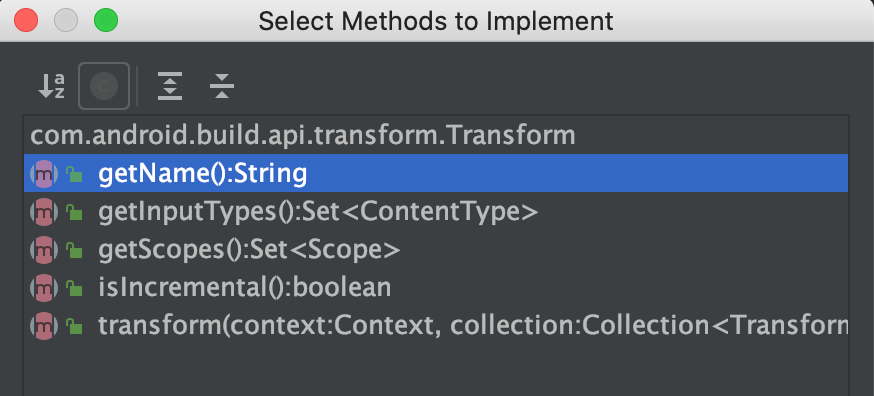 Select Methods to Implement
com.android.build.api.transform.Transform
getName():String
getInputTypes():Set<ContentType>
getScopes():Set<Scope>
isIncremental():boolean
transform(context:Context, collection:Collection<Transform